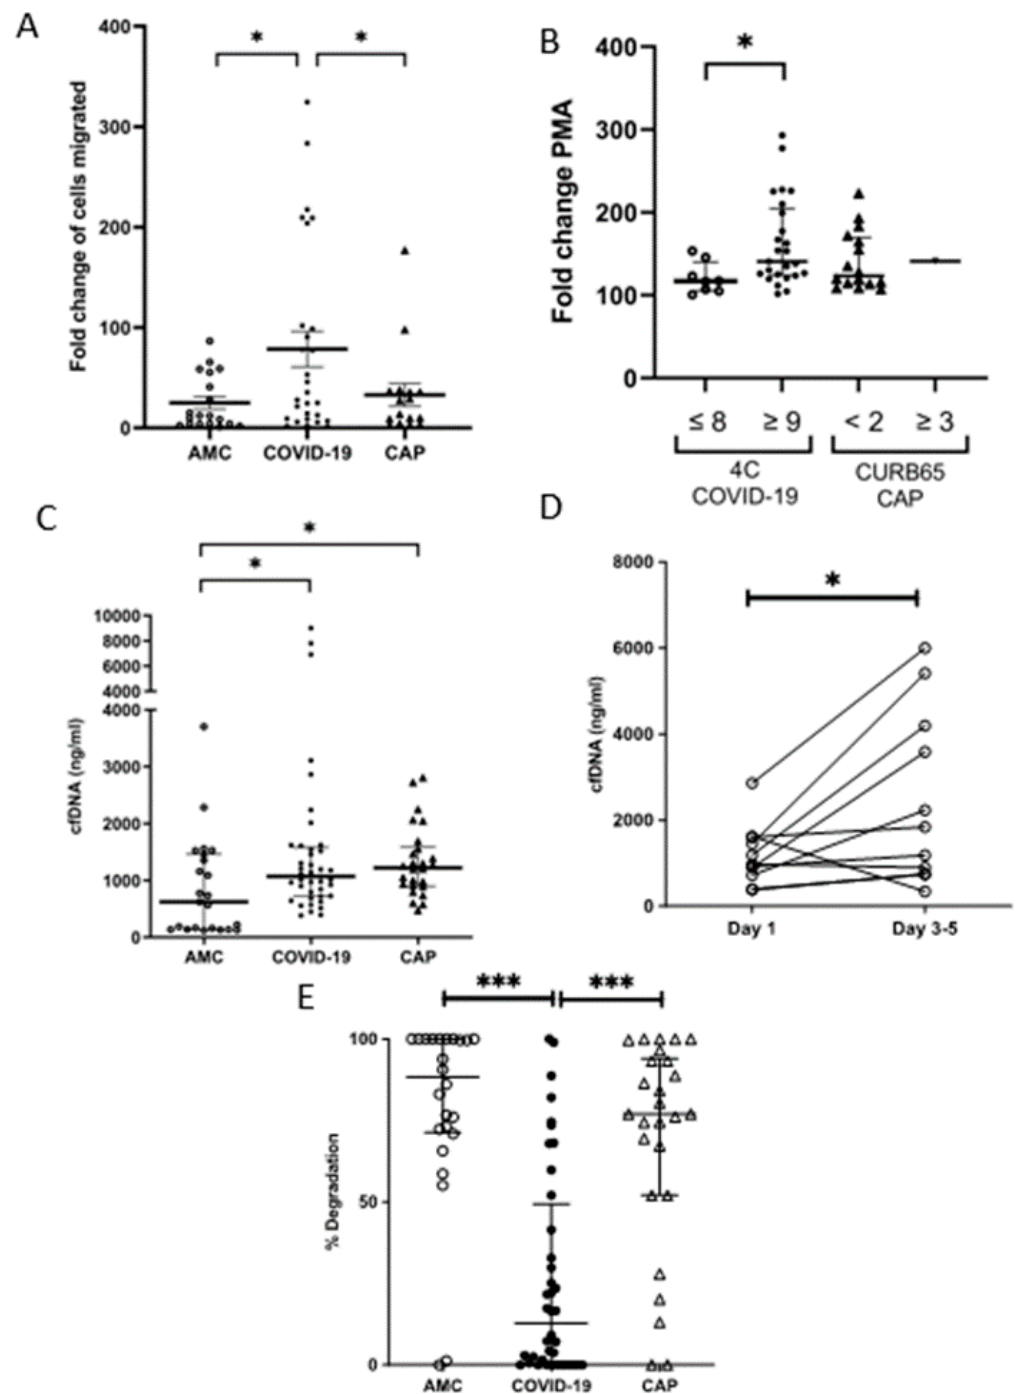 A
400
300
200
100
0
Fold change of cells migrated
* *
AMC COVID-19 CAP
B
400
300
200
100
0
Fold change PMA
*
≤ 8 ≥ 9 < 2 ≥ 3
4C CURB65
COVID-19 CAP
C
*
*
10000
8000
6000
4000
4000
3000
2000
1000
0
cfDNA (ng/ml)
AMC COVID-19 CAP
D
8000
6000
4000
2000
0
cfDNA (ng/ml)
*
Day 1 Day 3-5
E
*** ***
100
50
0
% Degradation
AMC COVID-19 CAP